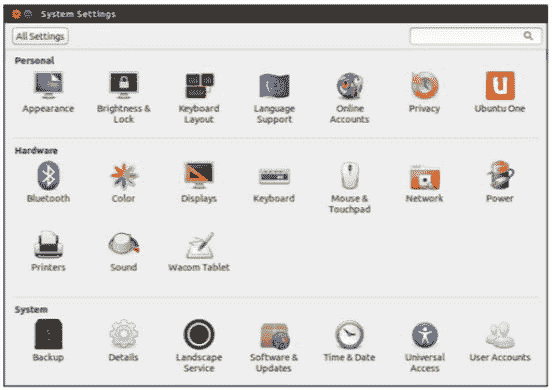 System Settings
All Settings
Personal
Appearance
Brightness &
Lock
Keyboard
Layout
Language
Support
Online
Accounts
Privacy
Ubuntu One
Hardware
Bluetooth
Color
Displays
Keyboard
Mouse &
Touchpad
Network
Power
Printers
Sound
Wacom Tablet
System
Backup
Details
Landscape
Service
Software &
Updates
Time & Date
Universal
Access
User Accounts